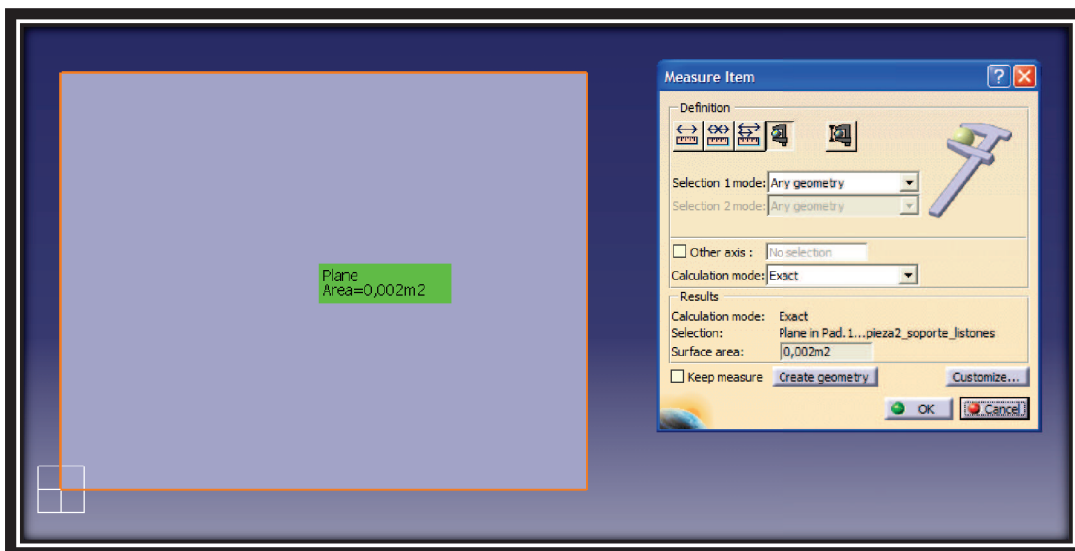 Plane
Area=0,002m2
Measure Item
Definition
Selection 1 mode: Any geometry
Selection 2 mode: Any geometry
Other axis : No selection
Calculation mode: Exact
Results
Calculation mode: Exact
Selection: Plane in Pad.1...pieza2_soporte_listones
Surface area: 0,002m2
Keep measure Create geometry Customize...
OK Cancel